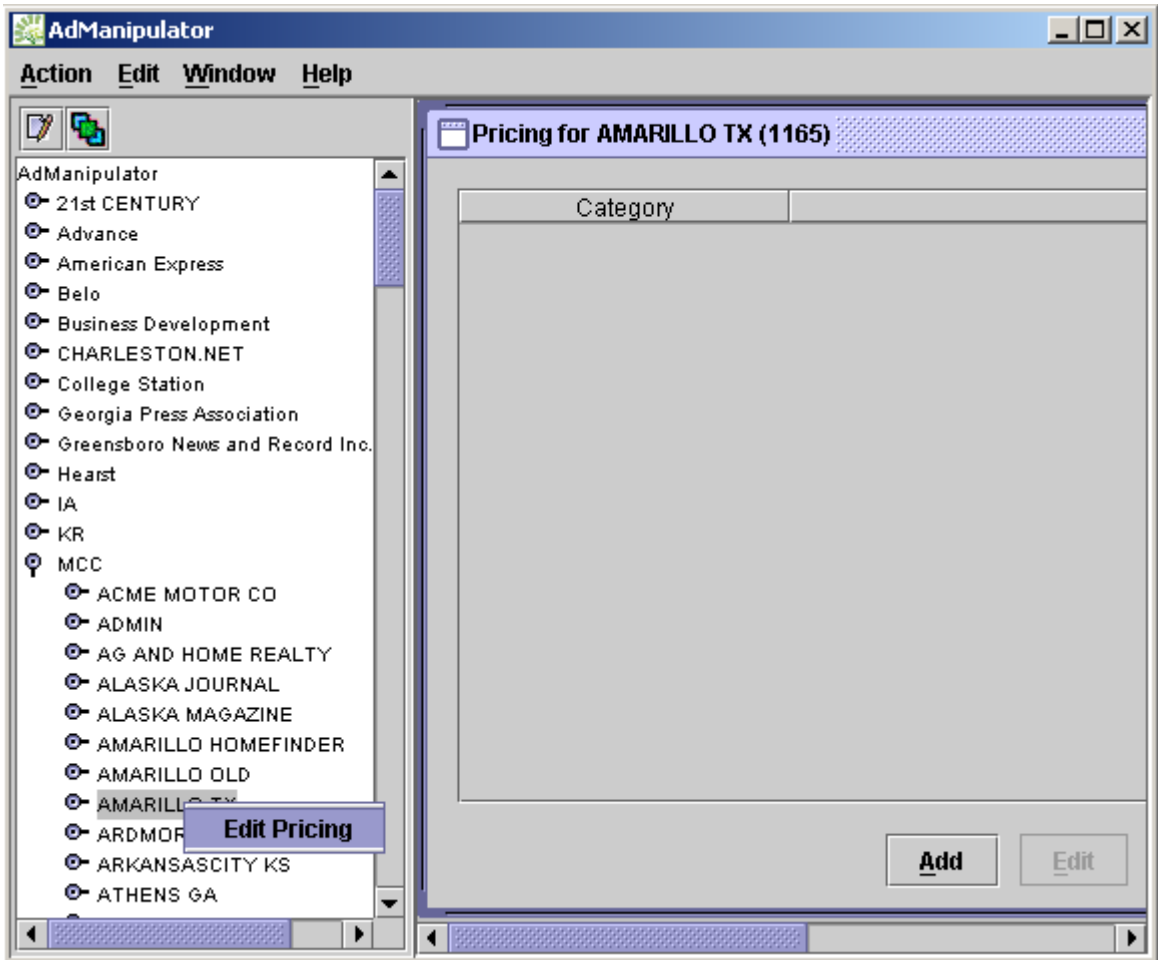 AdManipulator
Action Edit Window Help
AdManipulator
21st CENTURY
Advance
American Express
Belo
Business Development
CHARLESTON.NET
College Station
Georgia Press Association
Greensboro News and Record Inc.
Hearst
IA
KR
MCC
ACME MOTOR CO
ADMIN
AG AND HOME REALTY
ALASKA JOURNAL
ALASKA MAGAZINE
AMARILLO HOMEFINDER
AMARILLO OLD
AMARILLO TX
Edit Pricing
ARDMOR
ARKANSASCITY KS
ATHENS GA
Pricing for AMARILLO TX (1165)
Category
Add Edit